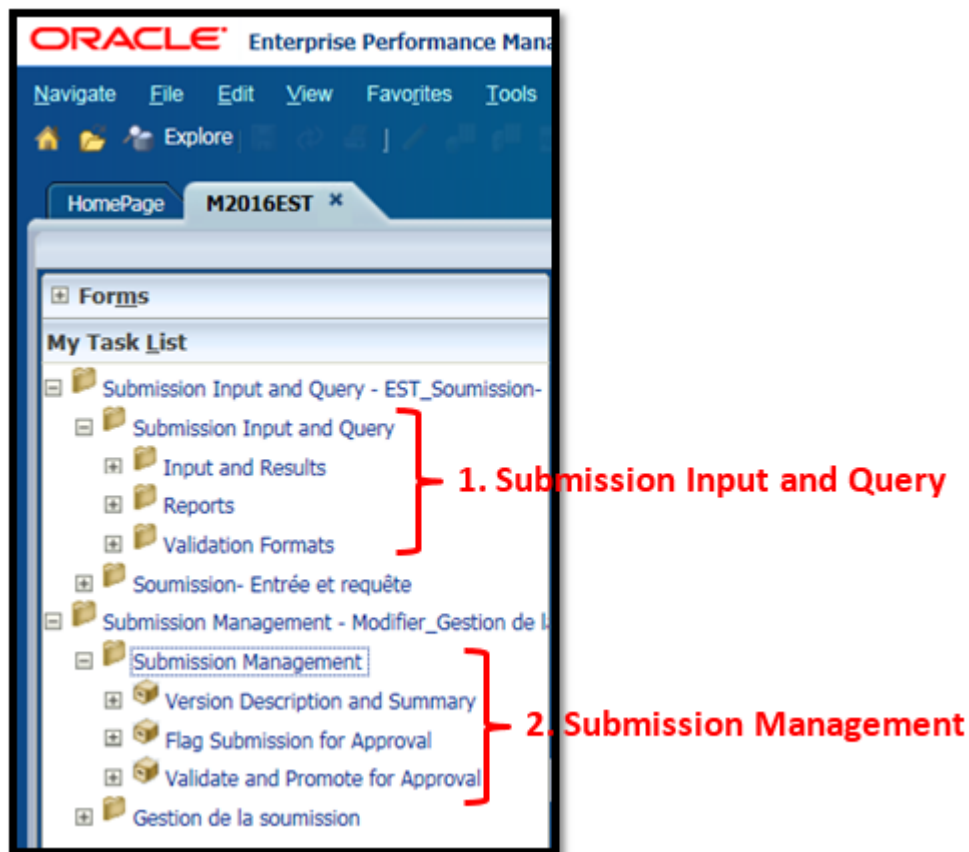 ORACLE Enterprise Performance Mana
Navigate File Edit View Favorites Tools
Explore
HomePage M2016EST ×
Forms
My Task List
Submission Input and Query - EST_Soumission-
Submission Input and Query
Input and Results
Reports
Validation Formats
1. Submission Input and Query
Soumission- Entrée et requête
Submission Management - Modifier_Gestion de l
Submission Management
Version Description and Summary
Flag Submission for Approval
Validate and Promote for Approval
2. Submission Management
Gestion de la soumission